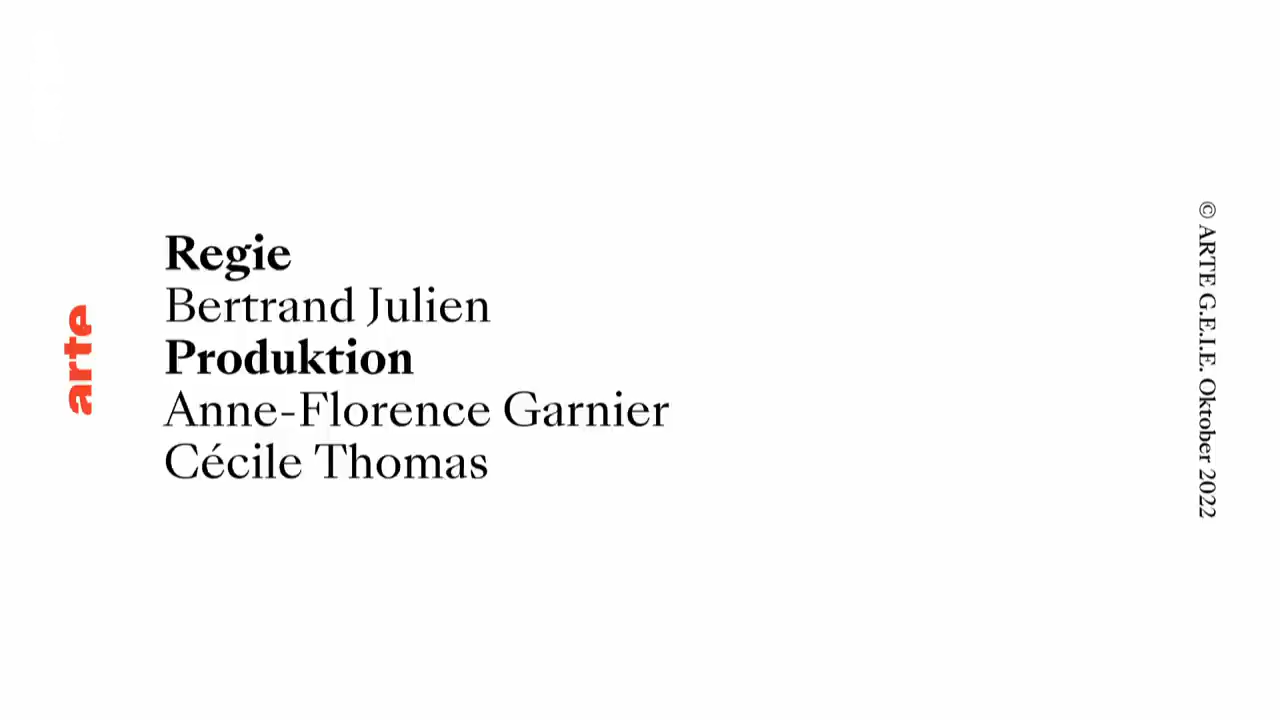 arte
Regie
Bertrand Julien
Produktion
Anne-Florence Garnier
Cécile Thomas
© ARTE G.E.I.E. Oktober 2022